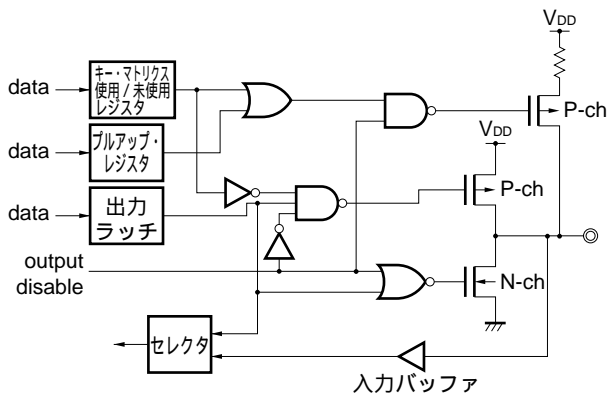 VDD
data
キー・マトリクス
使用/未使用
レジスタ
P-ch
data
プルアップ・
レジスタ
VDD
P-ch
data
出力
ラッチ
output
disable
N-ch
セレクタ
入力バッファ